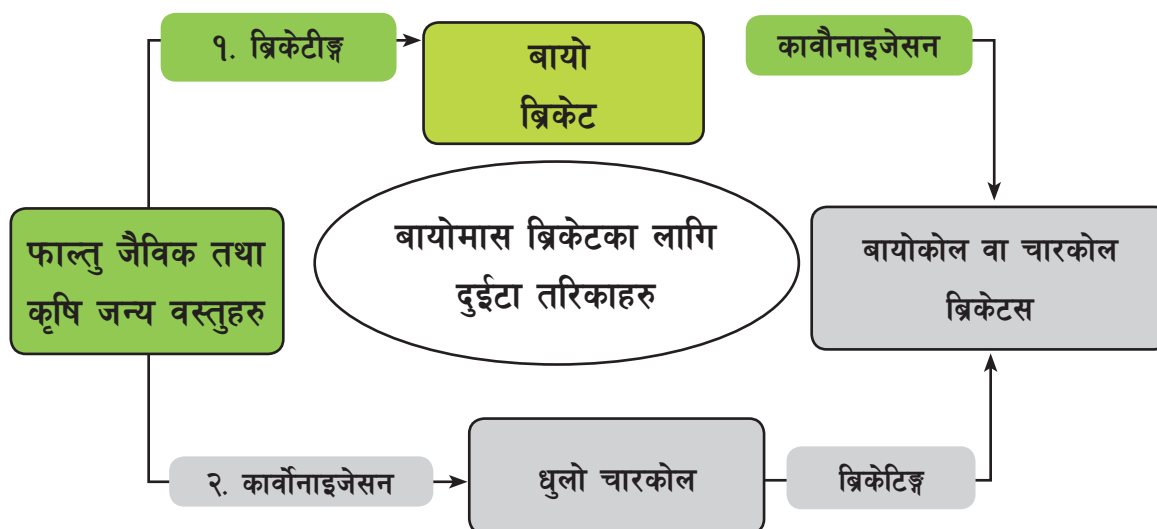 १. ब्रिकेटीङ्ग
बायो
ब्रिकेट
कार्वौनाइजेसन
फाल्तु जैविक तथा
कृषि जन्य वस्तुहरु
बायोमास ब्रिकेटका लागि
दुईटा तरिकाहरु
बायोकोल वा चारकोल
ब्रिकेटस
२. कार्वोनाइजेसन
धुलो चारकोल
ब्रिकेटिङ्ग